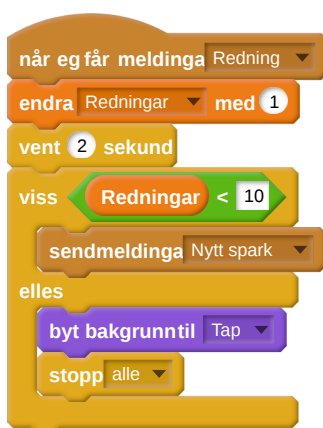 når eg får meldinga Redning
endra Redningar med 1
vent 2 sekund
viss Redningar < 10
sendmeldinga Nytt spark
elles
byt bakgrunntil Tap
stopp alle